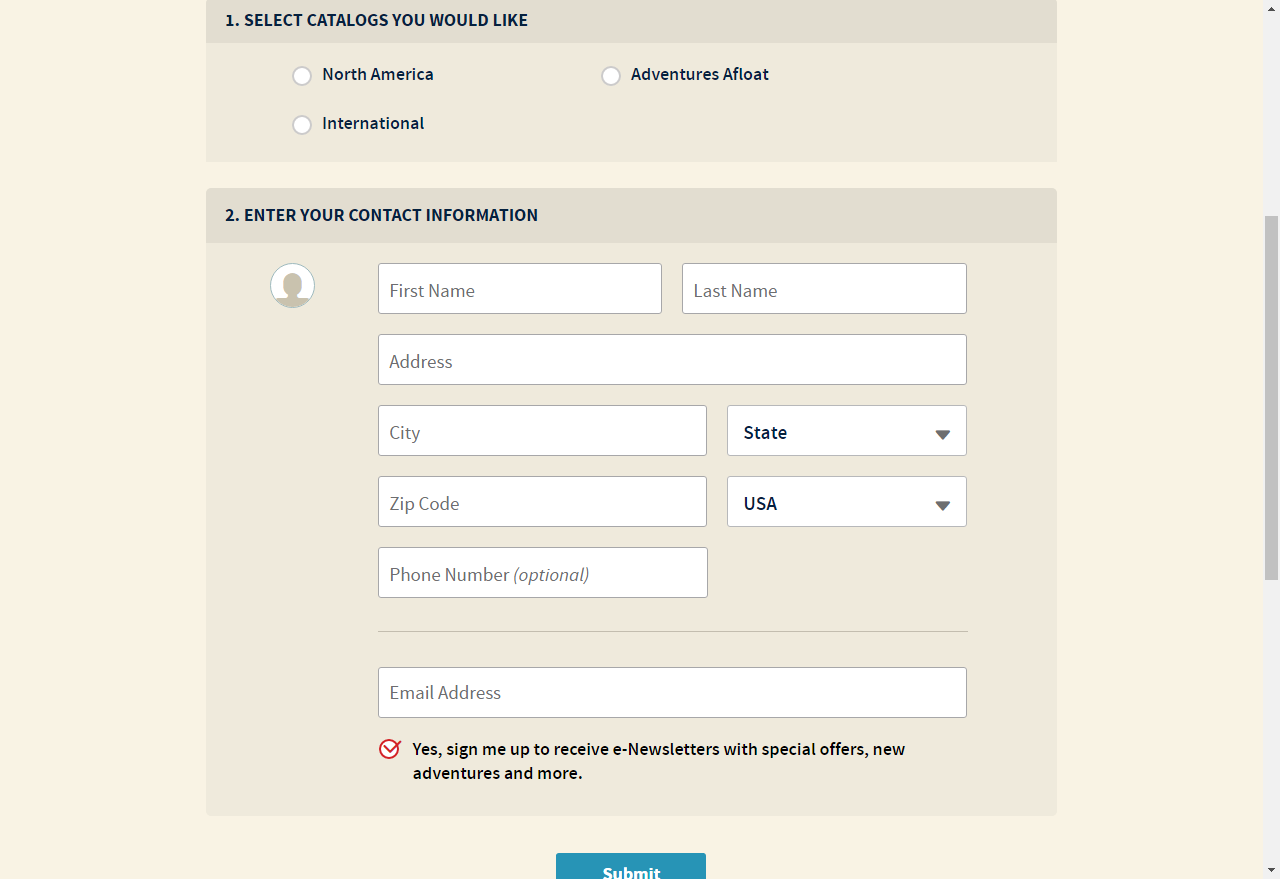 1. SELECT CATALOGS YOU WOULD LIKE
North America
Adventures Afloat
International
2. ENTER YOUR CONTACT INFORMATION
First Name
Last Name
Address
City
State
Zip Code
USA
Phone Number (optional)
Email Address
Yes, sign me up to receive e-Newsletters with special offers, new
adventures and more.
Submit